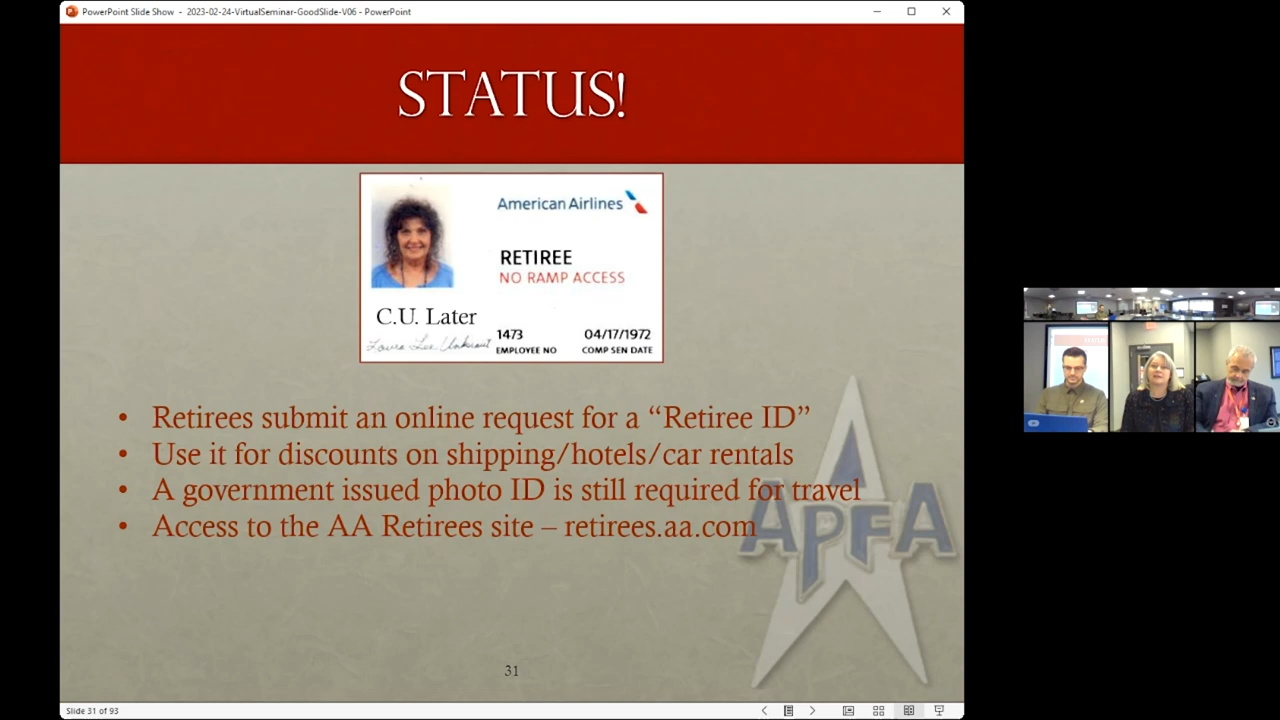 PowerPoint Slide Show - 2023-02-24-VirtualSeminar-GoodSlide-V06 - PowerPoint
STATUS!
American Airlines
RETIREE
NO RAMP ACCESS
C.U. Later
1473
04/17/1972
EMPLOYEE NO
COMP SEN DATE
• Retirees submit an online request for a “Retiree ID”
• Use it for discounts on shipping/hotels/car rentals
• A government issued photo ID is still required for travel
• Access to the AA Retirees site – retirees.aa.com
APFA
31
Slide 31 of 93